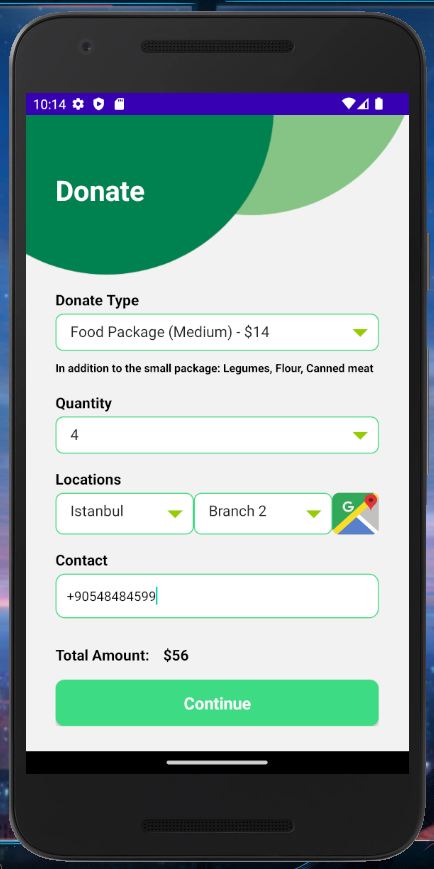 10:14
Donate
Donate Type
Food Package (Medium) - $14
In addition to the small package: Legumes, Flour, Canned meat
Quantity
4
Locations
Istanbul Branch 2 G
Contact
+90548484599
Total Amount: $56
Continue